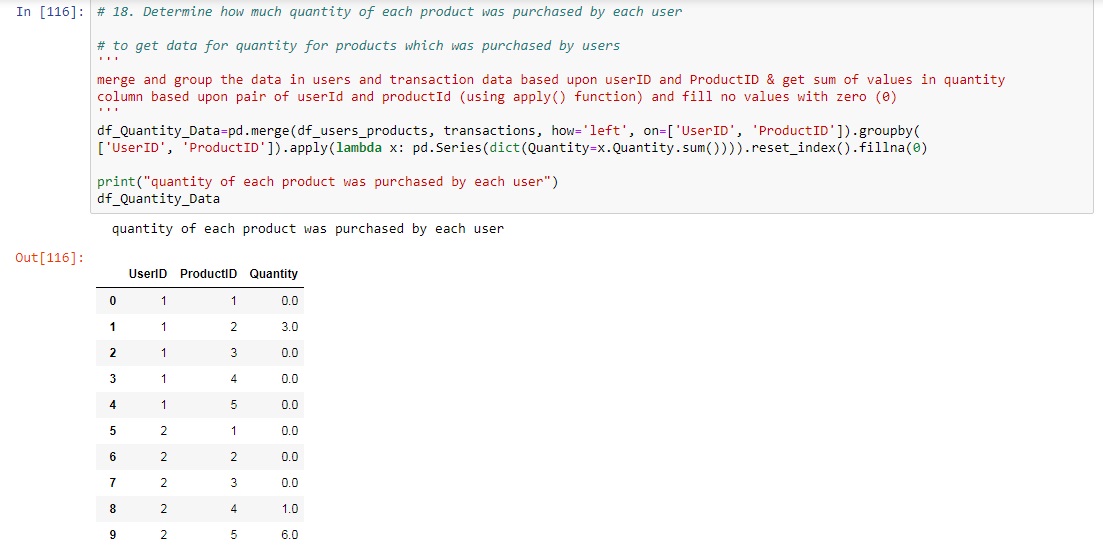 In [116]: # 18. Determine how much quantity of each product was purchased by each user
# to get data for quantity for products which was purchased by users
'''
merge and group the data in users and transaction data based upon userID and ProductID & get sum of values in quantity
column based upon pair of userId and productId (using apply() function) and fill no values with zero (0)
'''
df_Quantity_Data=pd.merge(df_users_products, transactions, how='left', on=['UserID', 'ProductID']).groupby(
['UserID', 'ProductID']).apply(lambda x: pd.Series(dict(Quantity=x.Quantity.sum()))).reset_index().fillna(0)
print("quantity of each product was purchased by each user")
df_Quantity_Data
quantity of each product was purchased by each user
Out[116]:
UserID ProductID Quantity
0 1 1 0.0
1 1 2 3.0
2 1 3 0.0
3 1 4 0.0
4 1 5 0.0
5 2 1 0.0
6 2 2 0.0
7 2 3 0.0
8 2 4 1.0
9 2 5 6.0